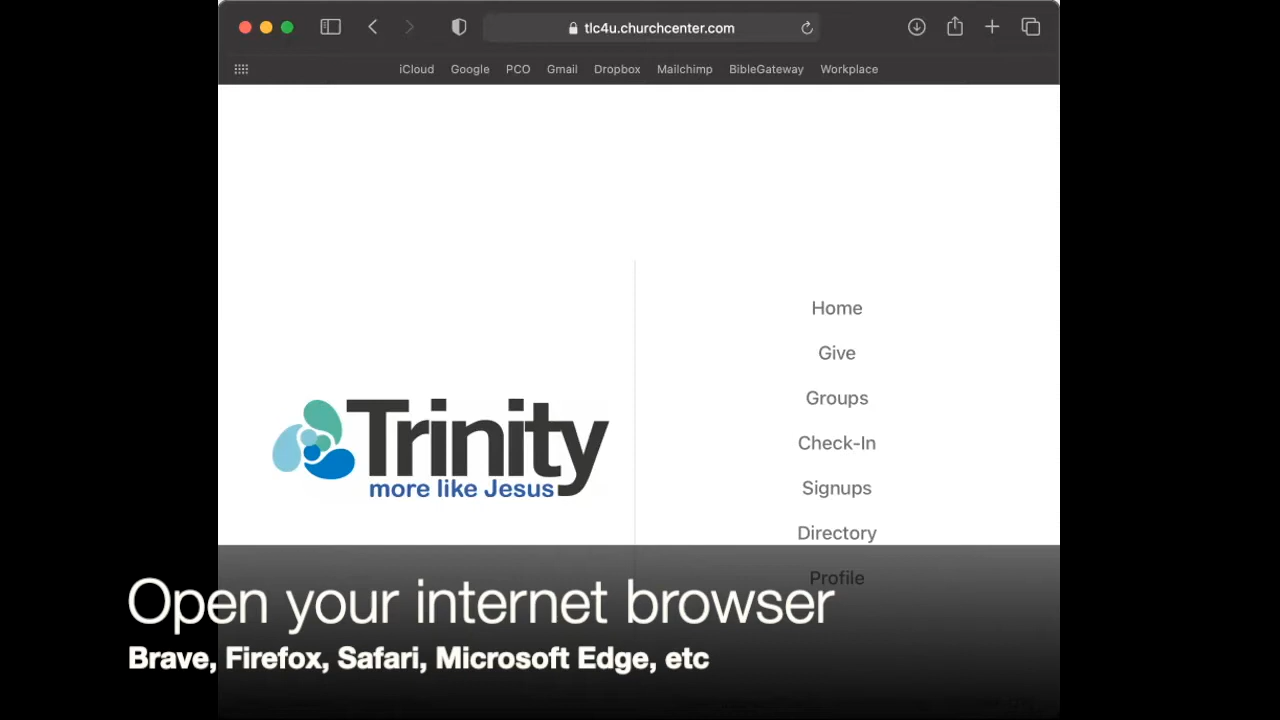 tlc4u.churchcenter.com
iCloud Google PCO Gmail Dropbox Mailchimp BibleGateway Workplace
Home
Give
Groups
Check-In
Signups
Directory
Profile
Trinity
more like Jesus
Open your internet browser
Brave, Firefox, Safari, Microsoft Edge, etc